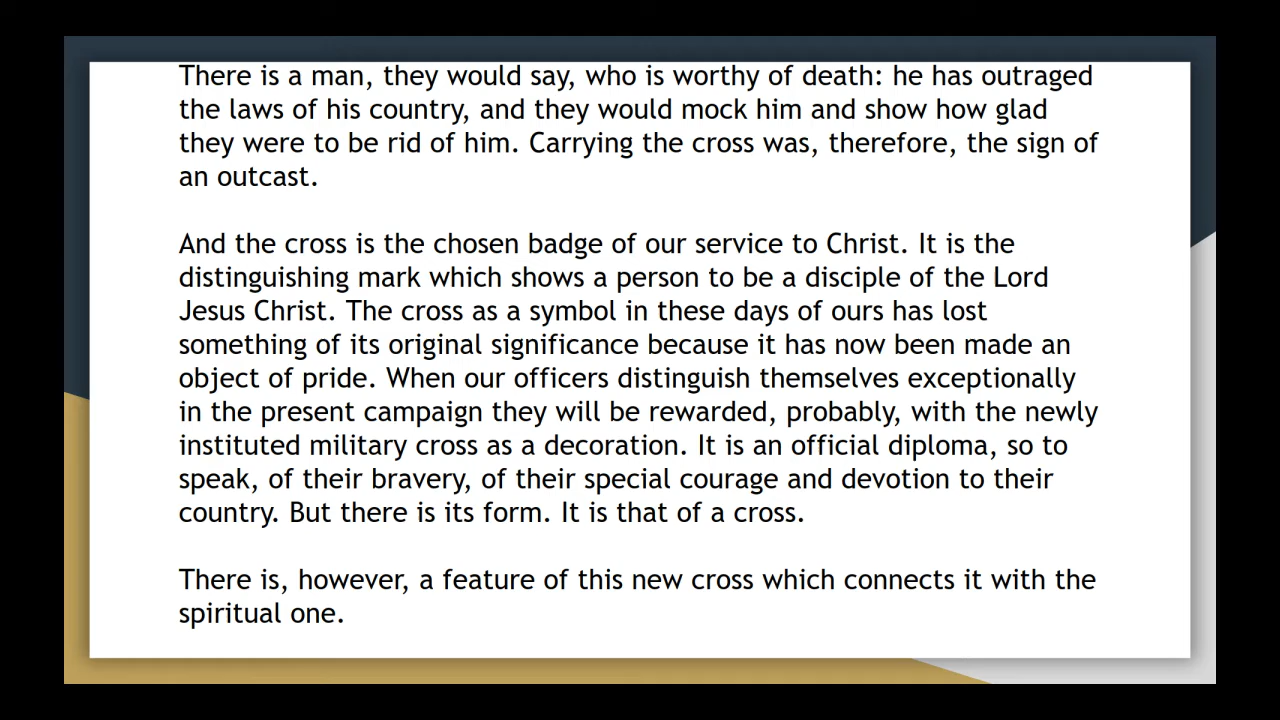 There is a man, they would say, who is worthy of death: he has outraged
the laws of his country, and they would mock him and show how glad
they were to be rid of him. Carrying the cross was, therefore, the sign of
an outcast.
And the cross is the chosen badge of our service to Christ. It is the
distinguishing mark which shows a person to be a disciple of the Lord
Jesus Christ. The cross as a symbol in these days of ours has lost
something of its original significance because it has now been made an
object of pride. When our officers distinguish themselves exceptionally
in the present campaign they will be rewarded, probably, with the newly
instituted military cross as a decoration. It is an official diploma, so to
speak, of their bravery, of their special courage and devotion to their
country. But there is its form. It is that of a cross.
There is, however, a feature of this new cross which connects it with the
spiritual one.